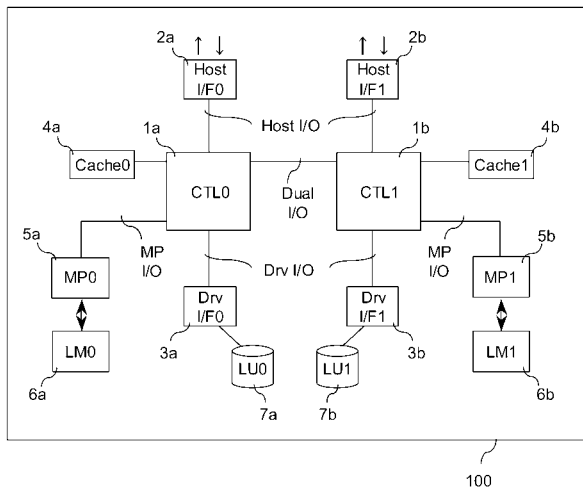 2a
2b
Host
I/F0
Host
I/F1
Host I/O
4a
1a
1b
4b
Cache0
CTL0
Dual
I/O
CTL1
Cache1
5a
MP
I/O
MP
I/O
5b
MP0
Drv I/O
MP1
Drv
I/F0
Drv
I/F1
3a
3b
LM0
LU0
LU1
LM1
6a
7a
7b
6b
100